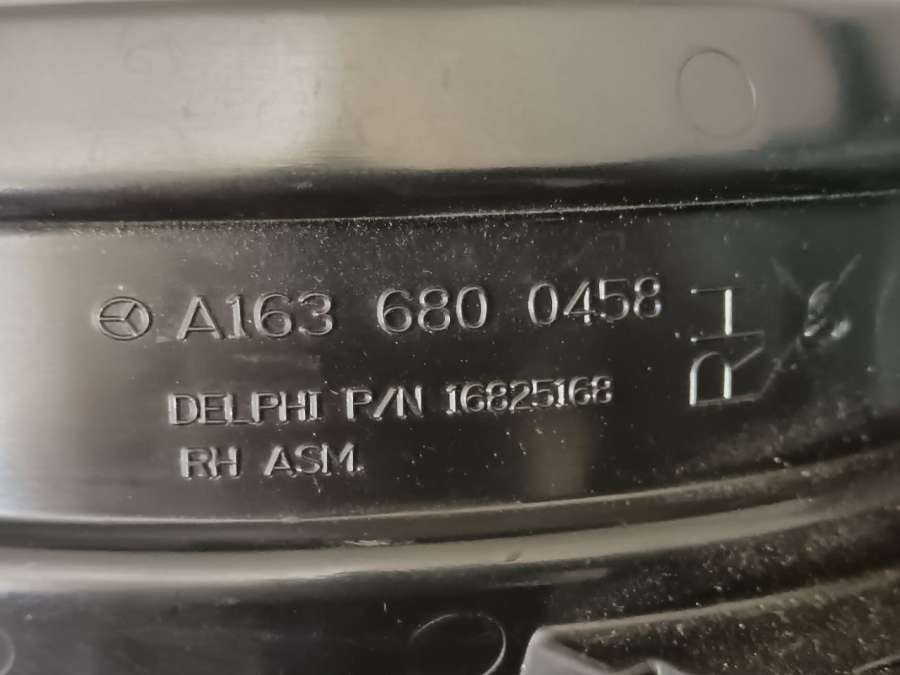 A163 680 0458
RH
DELPHI P/N 16825168
RH ASM.